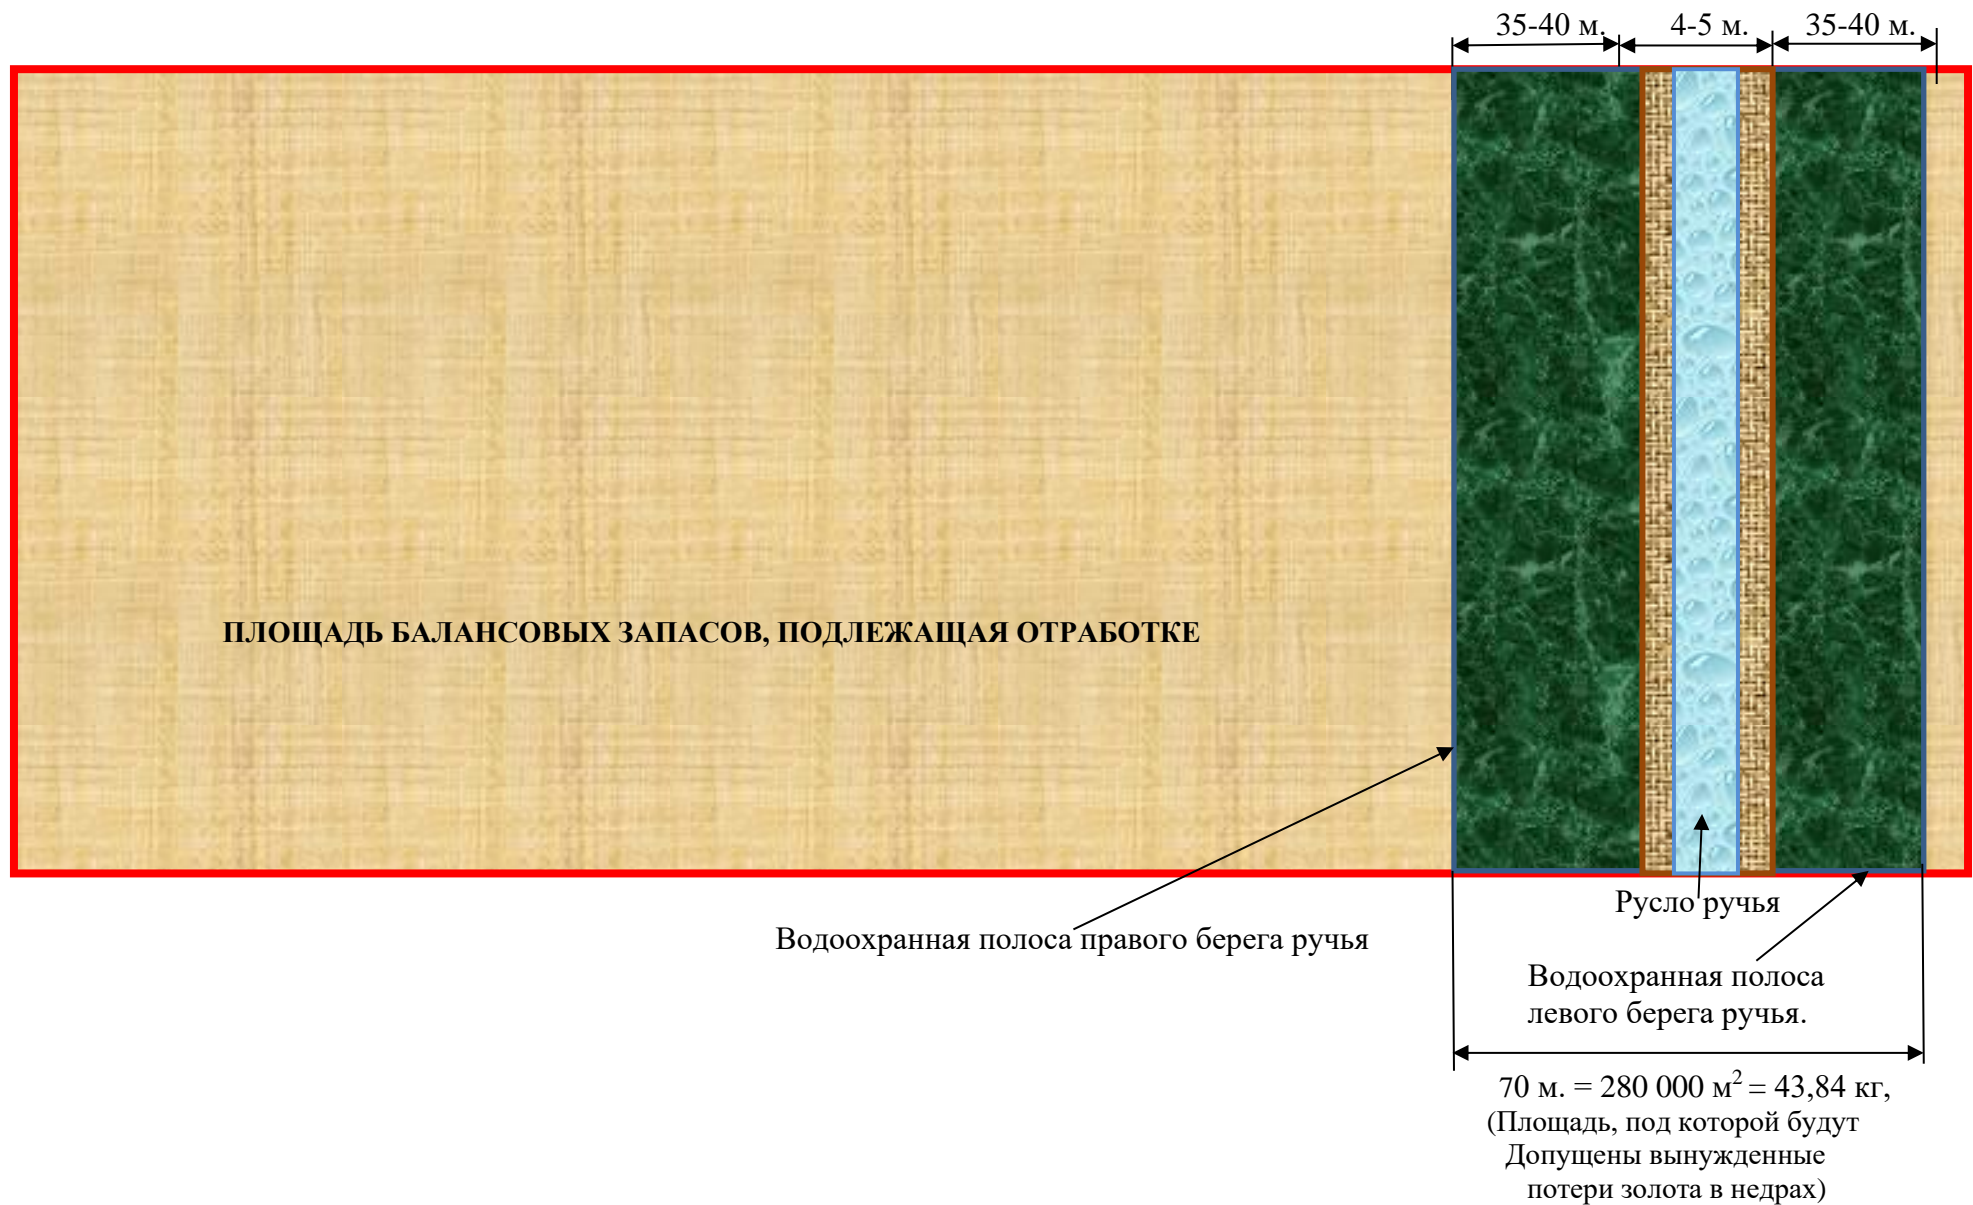 35-40 м. 4-5 м. 35-40 м.
ПЛОЩАДЬ БАЛАНСОВЫХ ЗАПАСОВ, ПОДЛЕЖАЩАЯ ОТРАБОТКЕ
Русло ручья
Водоохранная полоса правого берега ручья
Водоохранная полоса
левого берега ручья.
70 м. = 280 000 м² = 43,84 кг,
(Площадь, под которой будут
Допущены вынужденные
потери золота в недрах)